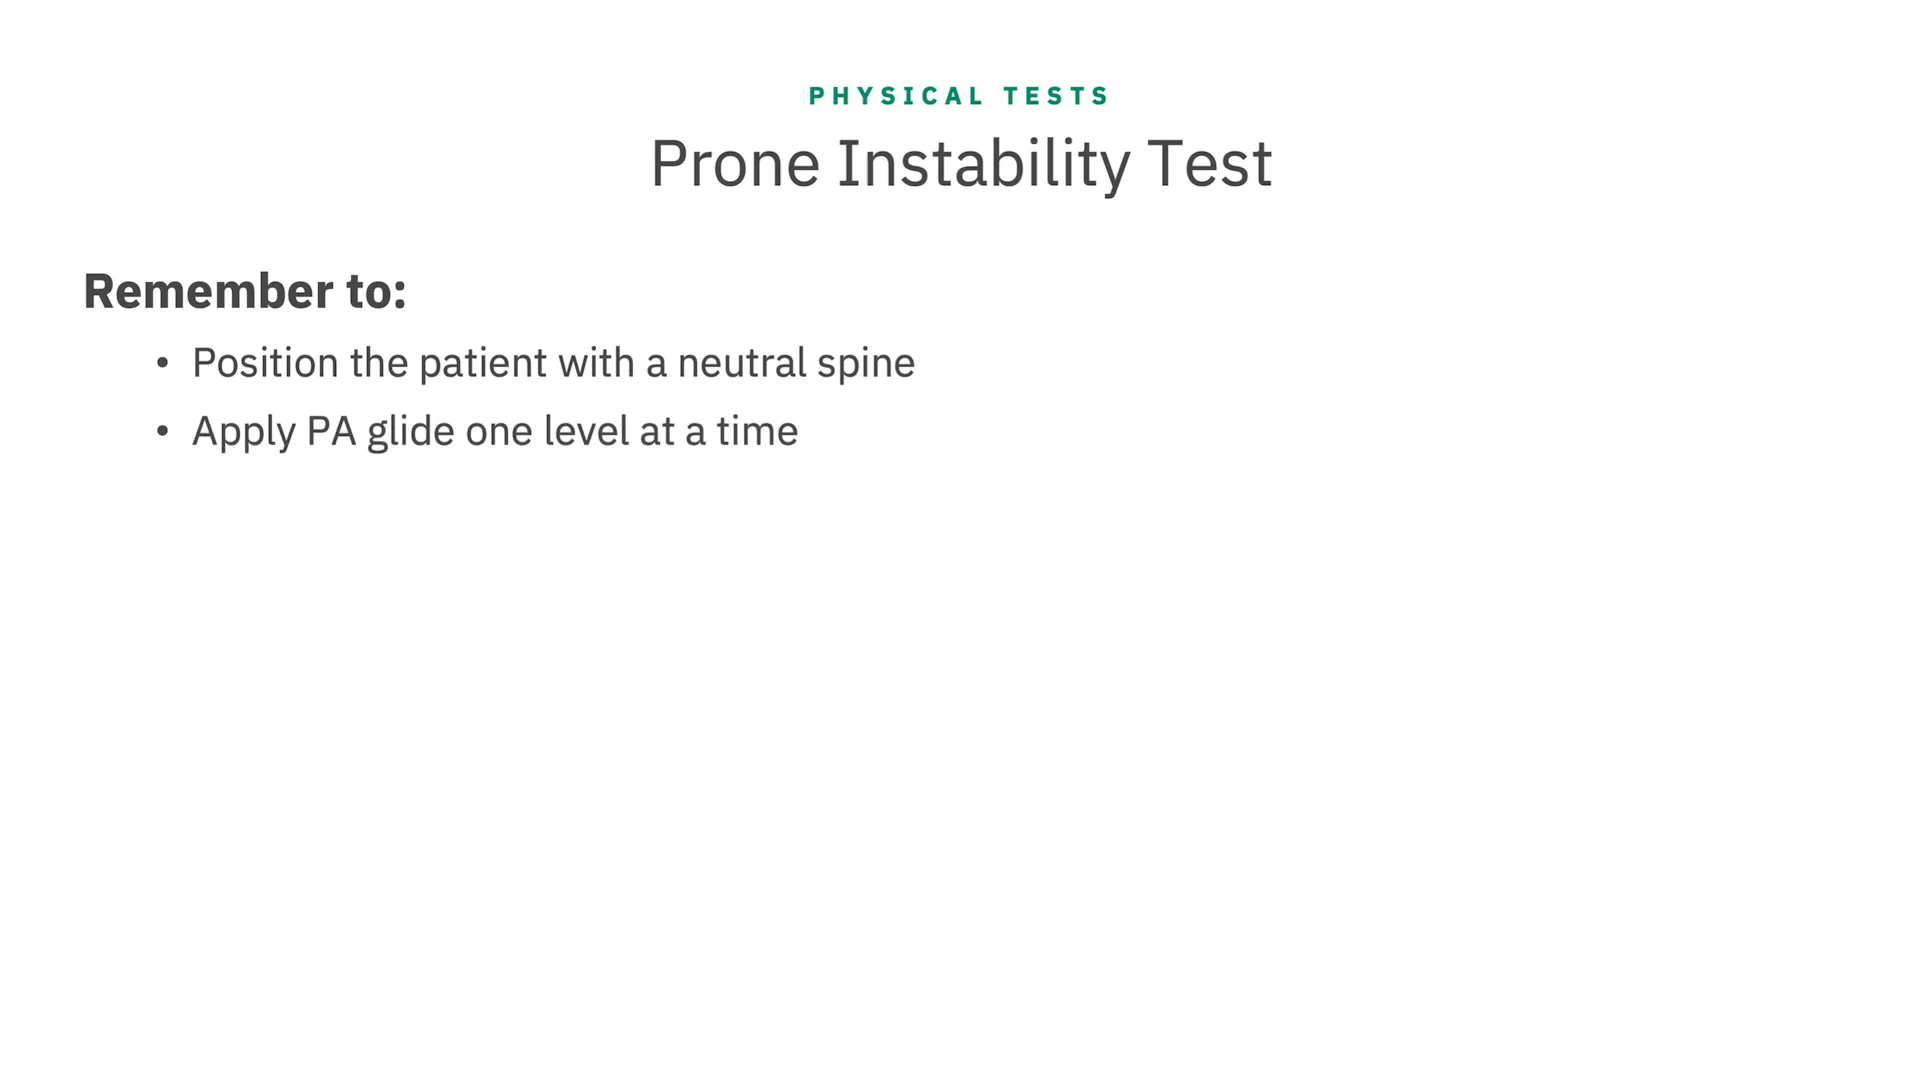 PHYSICAL TESTS
Prone Instability Test
Remember to:
• Position the patient with a neutral spine
• Apply PA glide one level at a time